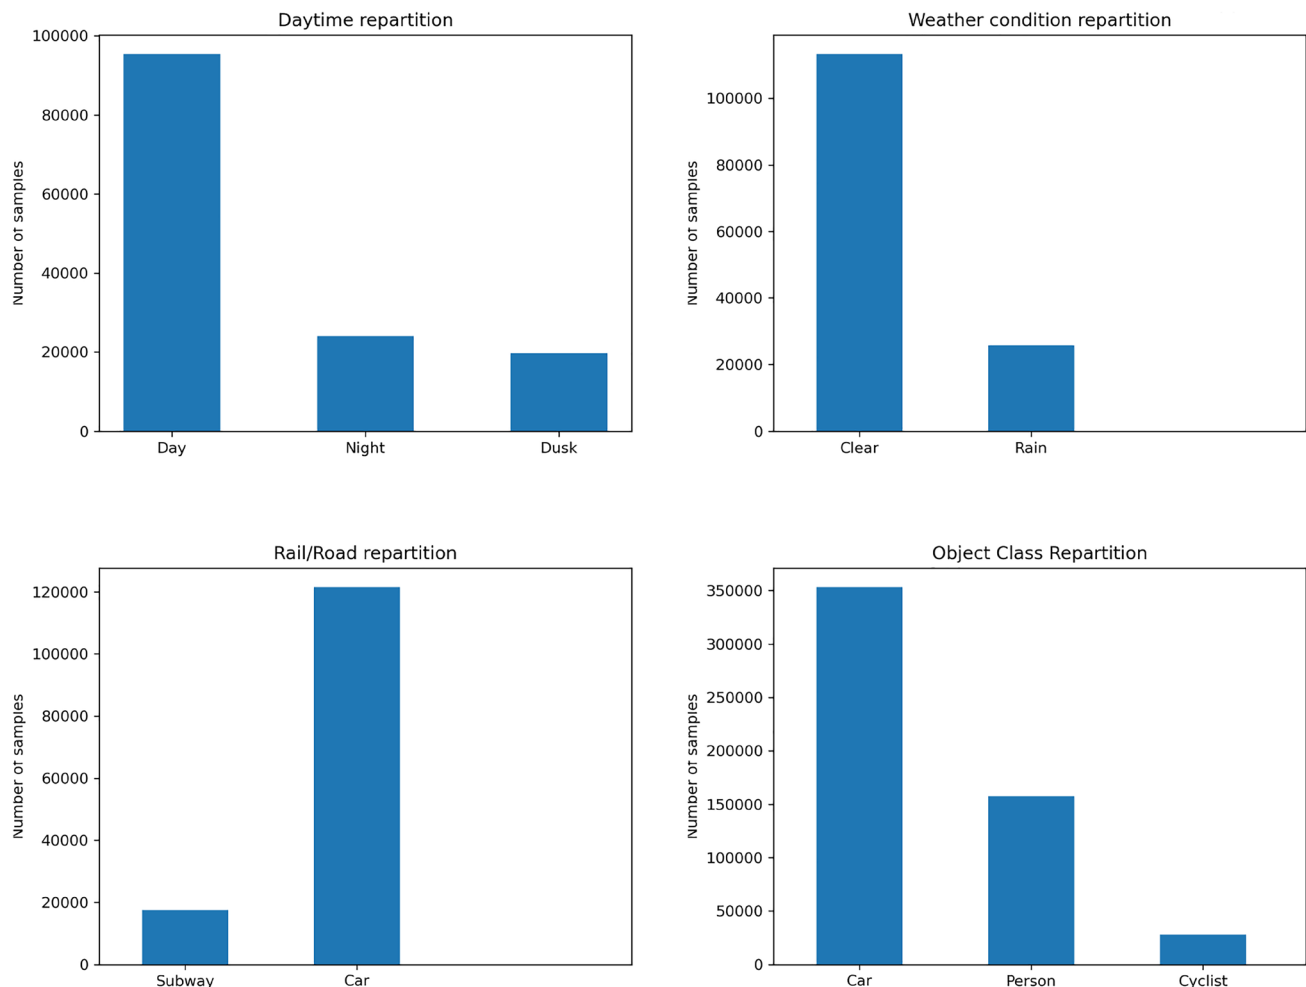 Daytime repartition
100000
80000
60000
40000
20000
0
Number of samples
Day Night Dusk
Weather condition repartition
100000
80000
60000
40000
20000
0
Number of samples
Clear Rain
Rail/Road repartition
120000
100000
80000
60000
40000
20000
0
Number of samples
Subway Car
Object Class Repartition
350000
300000
250000
200000
150000
100000
50000
0
Number of samples
Car Person Cyclist